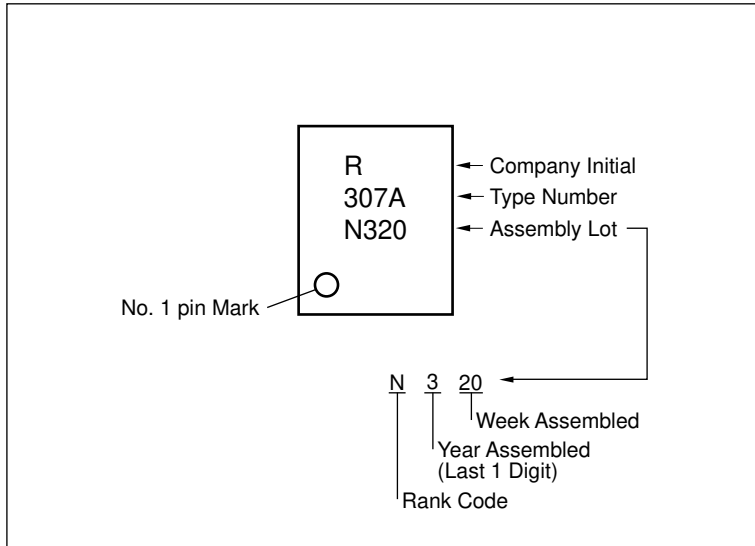 R
307A
N320
Company Initial
Type Number
Assembly Lot
No. 1 pin Mark
N 3 20
Week Assembled
Year Assembled
(Last 1 Digit)
Rank Code